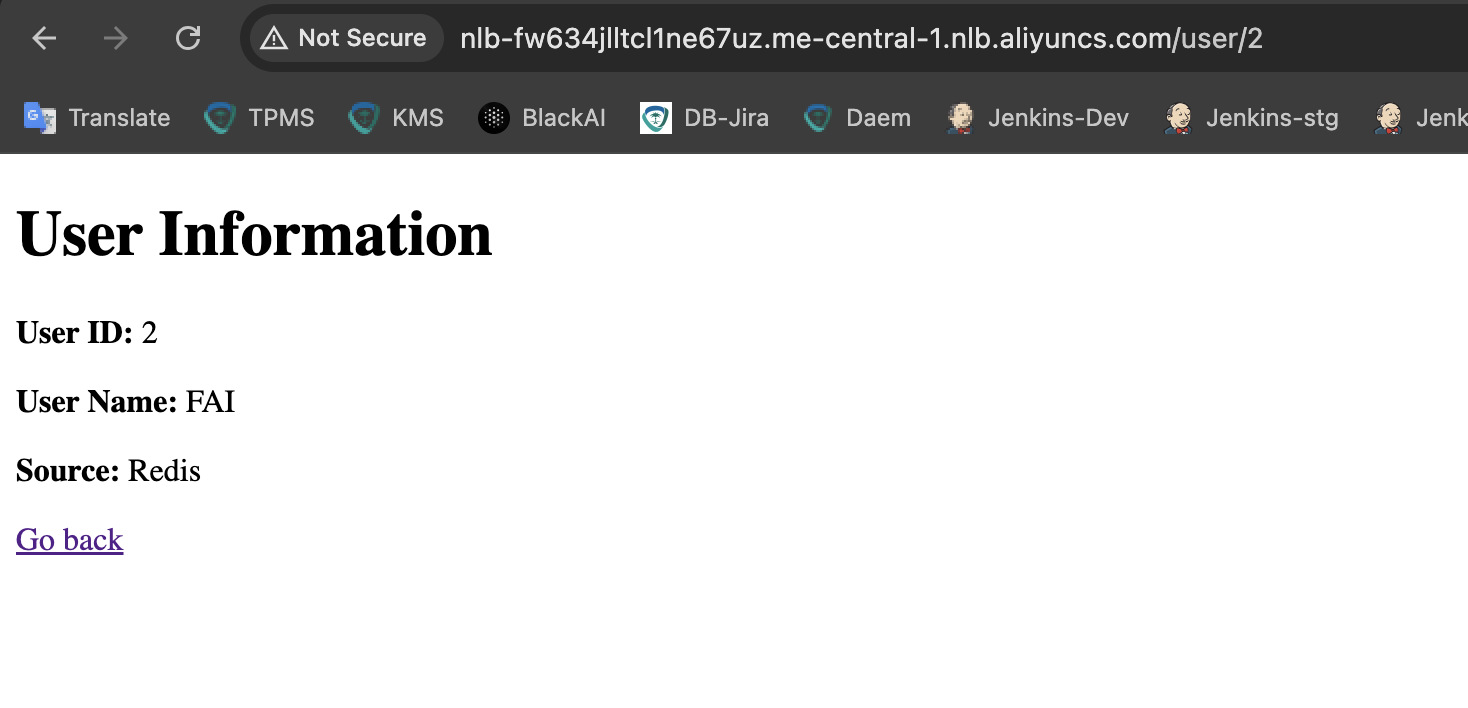 Not Secure nlb-fw634jlltcl1ne67uz.me-central-1.nlb.aliyuncs.com/user/2
Translate TPMS KMS BlackAI DB-Jira Daem Jenkins-Dev Jenkins-stg Jenk
User Information
User ID: 2
User Name: FAI
Source: Redis
Go back